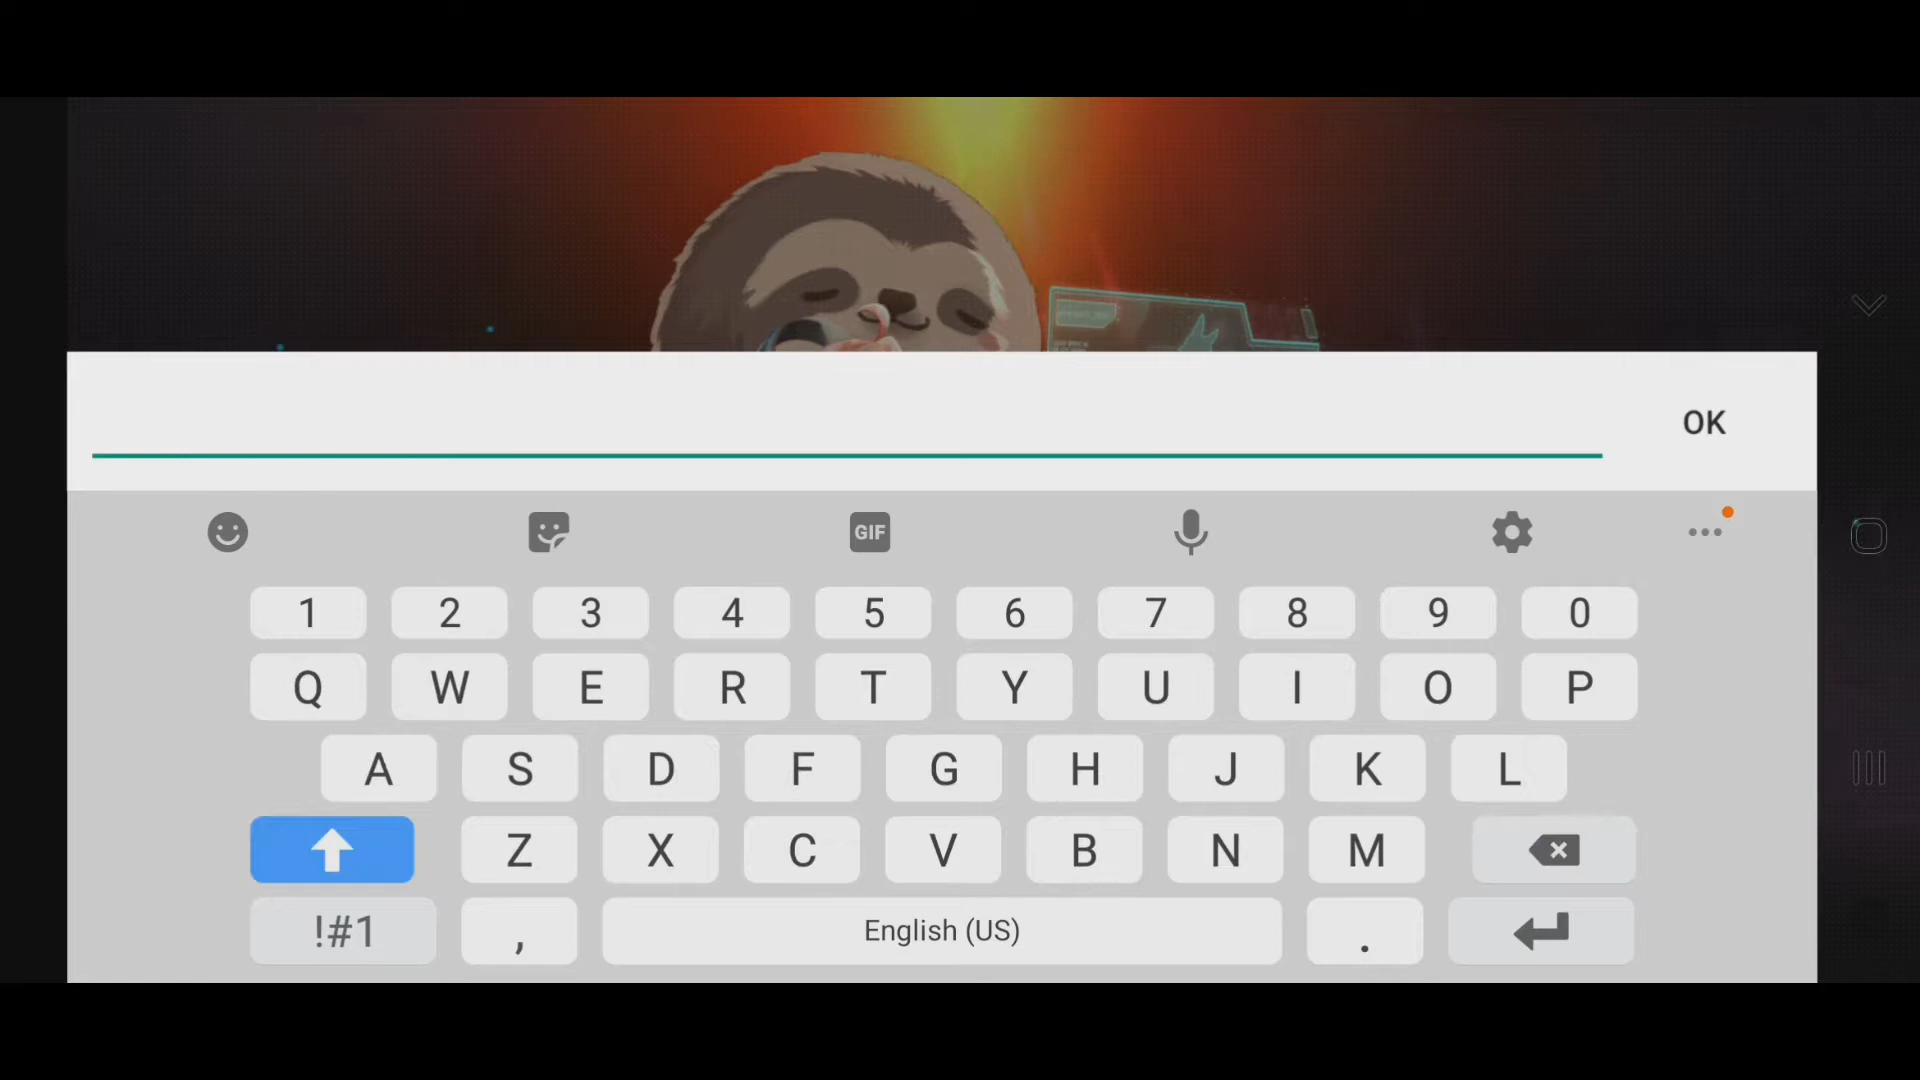 OK
GIF
1 2 3 4 5 6 7 8 9 0
Q W E R T Y U I O P
A S D F G H J K L
Z X C V B N M
!#1 , English (US) .